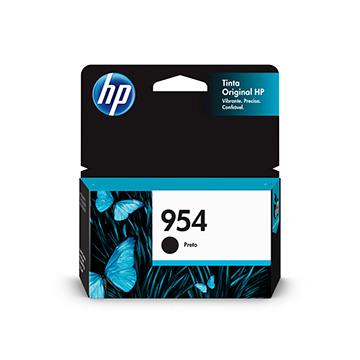 hp
Tinta
Original HP
Vibrante. Precisa.
Confiável.
954
Preto